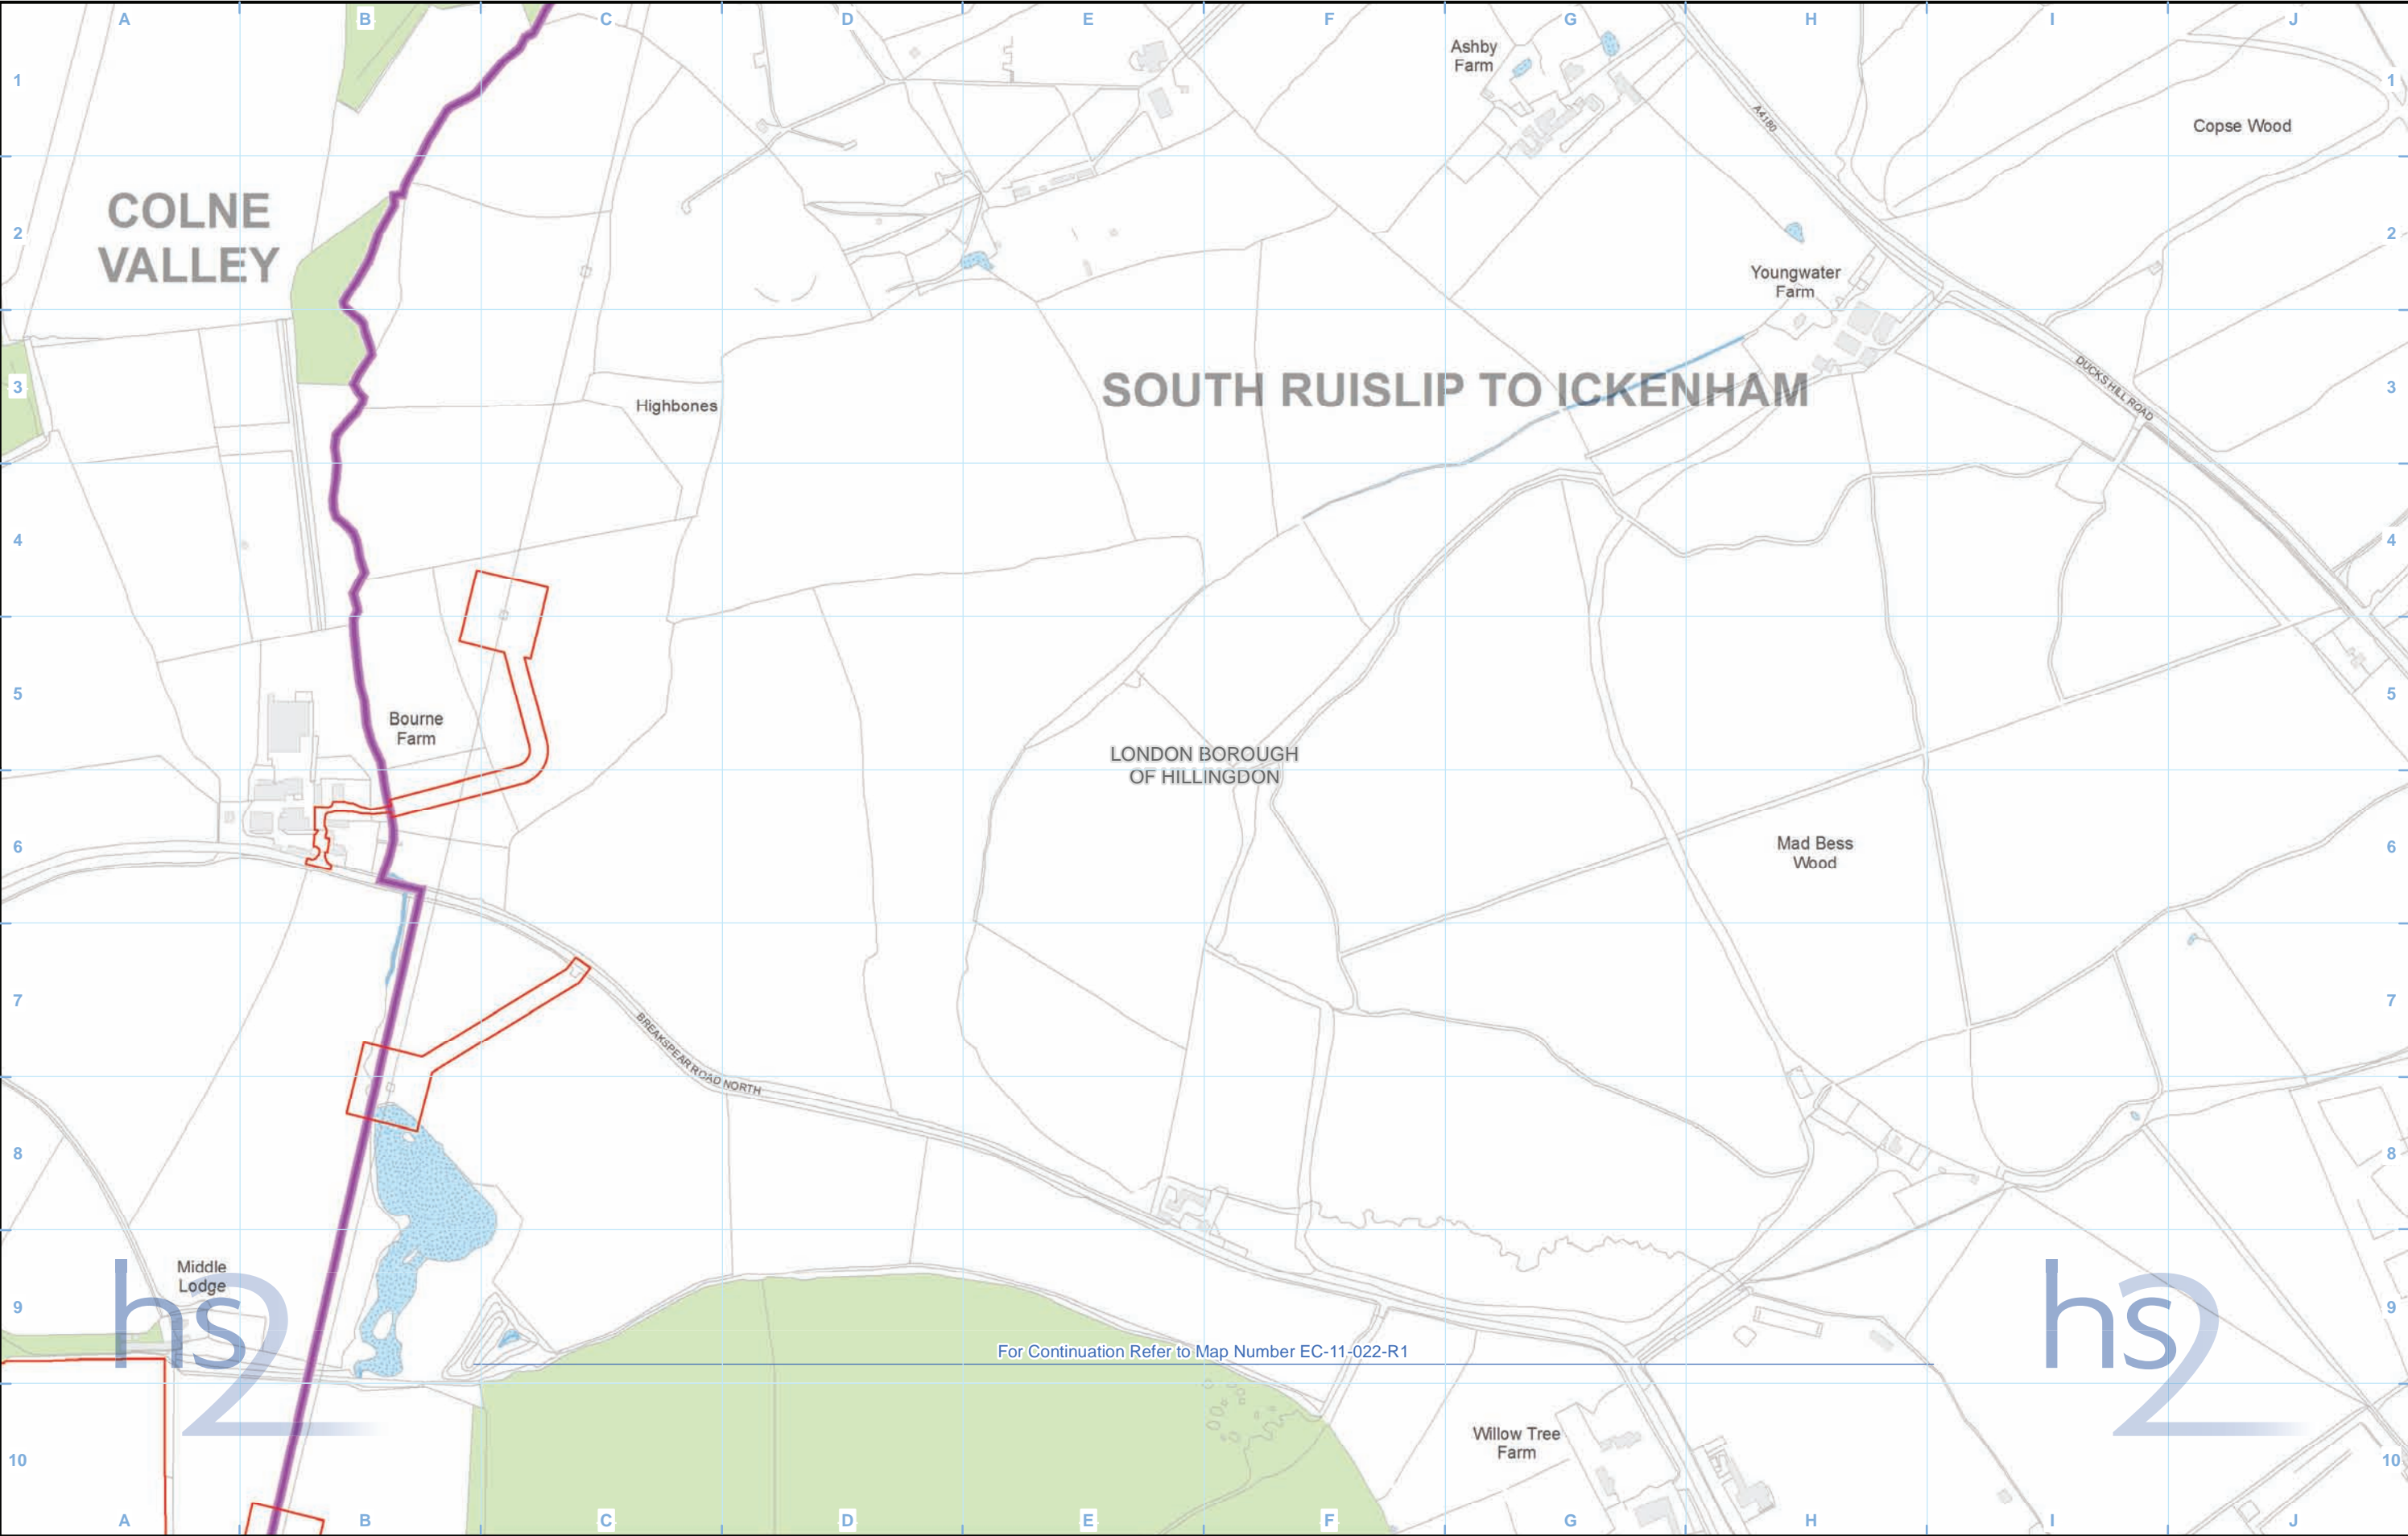 A B C D E F G H I J
1 1
Ashby
Farm
A4180
Copse Wood
COLNE
VALLEY
2 2
Youngwater
Farm
3 3
SOUTH RUISLIP TO ICKENHAM
DUCKS HILL ROAD
Highbones
4 4
5 5
Bourne
Farm
LONDON BOROUGH
OF HILLINGDON
6 6
Mad Bess
Wood
7 7
BREAKSPEAR ROAD NORTH
8 8
Middle
Lodge
hs2 hs2
9 9
For Continuation Refer to Map Number EC-11-022-R1
Willow Tree
Farm
10 10
A B C D E F G H I J